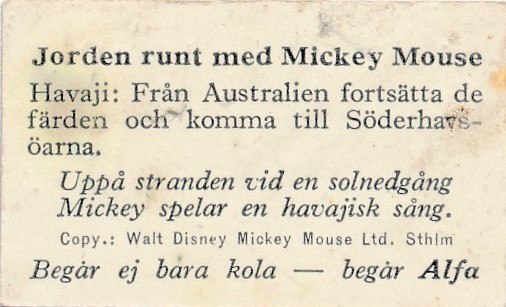 Jorden runt med Mickey Mouse
Havaji: Från Australien fortsätta de
färden och komma till Söderhavs-
öarna.
Uppå stranden vid en solnedgång
Mickey spelar en havajisk sång.
Copy.: Walt Disney Mickey Mouse Ltd. Sthlm
Begär ej bara kola — begär Alfa